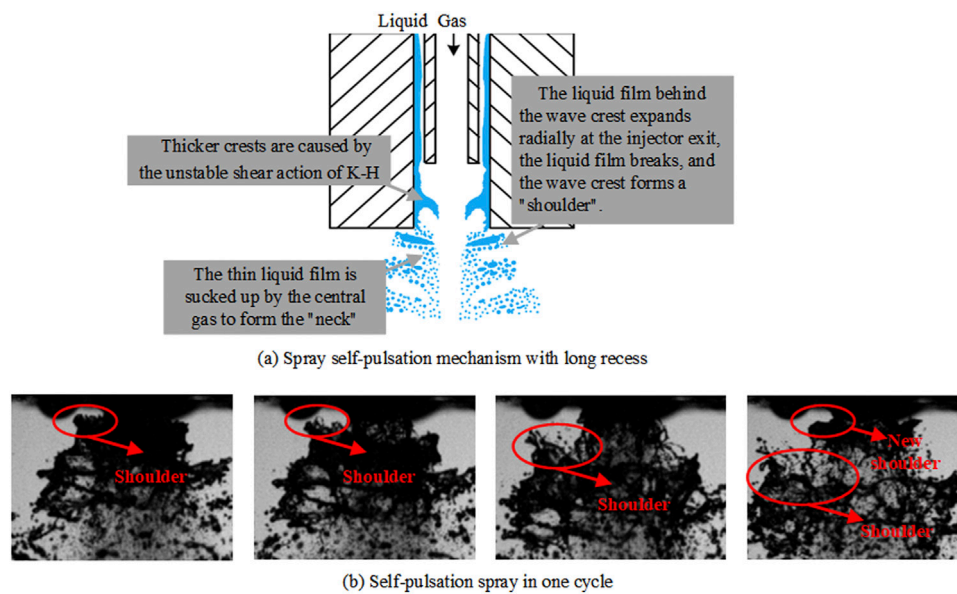 Liquid Gas
The liquid film behind
the wave crest expands
radially at the injector exit,
the liquid film breaks, and
the wave crest forms a
"shoulder".
Thicker crests are caused by
the unstable shear action of K-H
The thin liquid film is
sucked up by the central
gas to form the "neck"
(a) Spray self-pulsation mechanism with long recess
Shoulder
Shoulder
Shoulder
New
shoulder
Shoulder
(b) Self-pulsation spray in one cycle